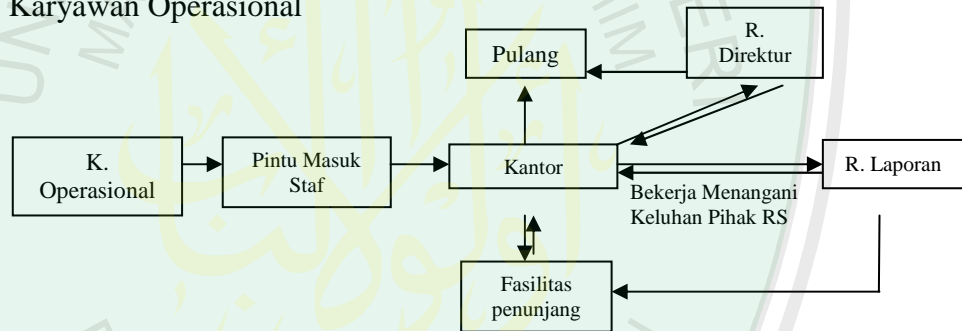 Karyawan Operasional
Pulang
R.
Direktur
K.
Operasional
Pintu Masuk
Staf
Kantor
R. Laporan
Bekerja Menangani
Keluhan Pihak RS
Fasilitas
penunjang